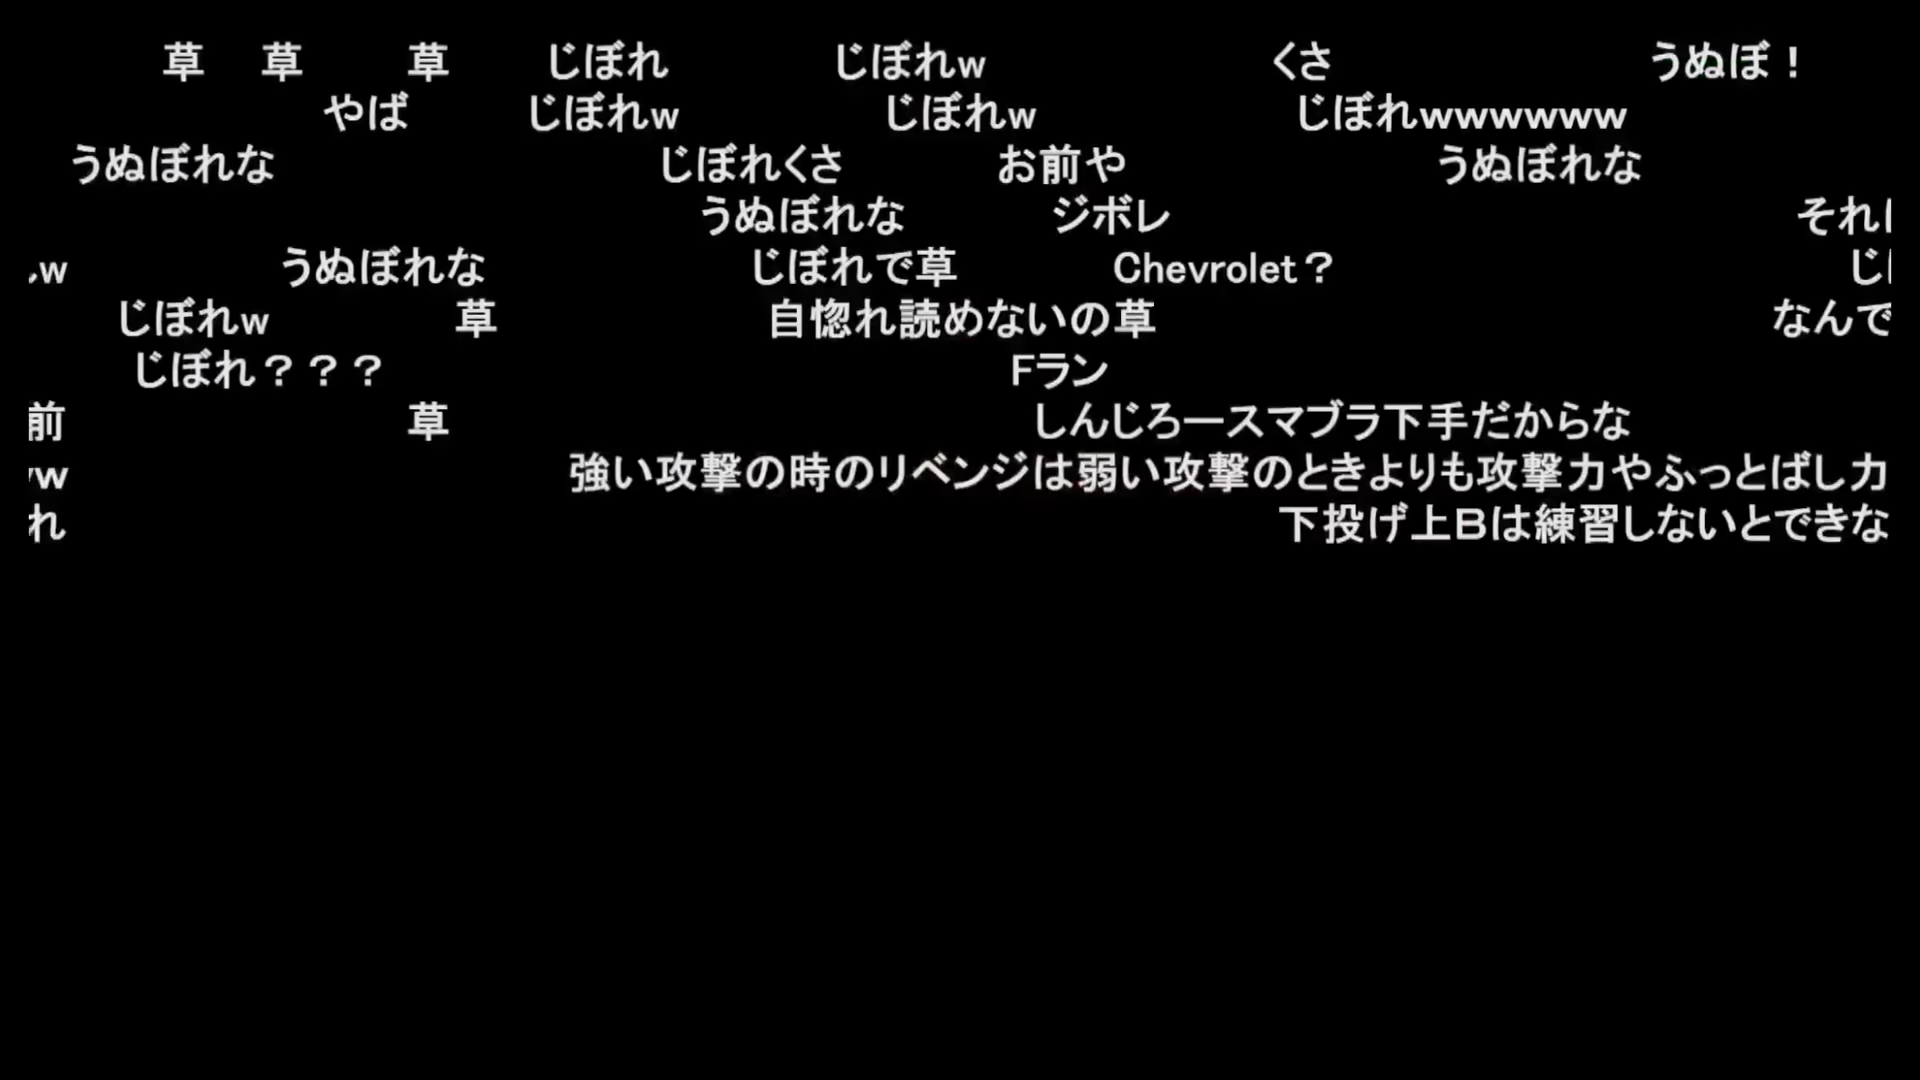 草 草 草 じぼれ じぼれw くさ うぬぼ！
やば じぼれw じぼれw じぼれwwwwww
うぬぼれな じぼれくさ お前や うぬぼれな
うぬぼれな ジボレ それ
w うぬぼれな じぼれで草 Chevrolet？ じ
じぼれw 草 自惚れ読めないの草 なんで
じぼれ？？？ Fラン
前 草 しんじろースマブラ下手だからな
w 強い攻撃の時のリベンジは弱い攻撃のときよりも攻撃力やふっとばし力
れ 下投げ上Bは練習しないとできな